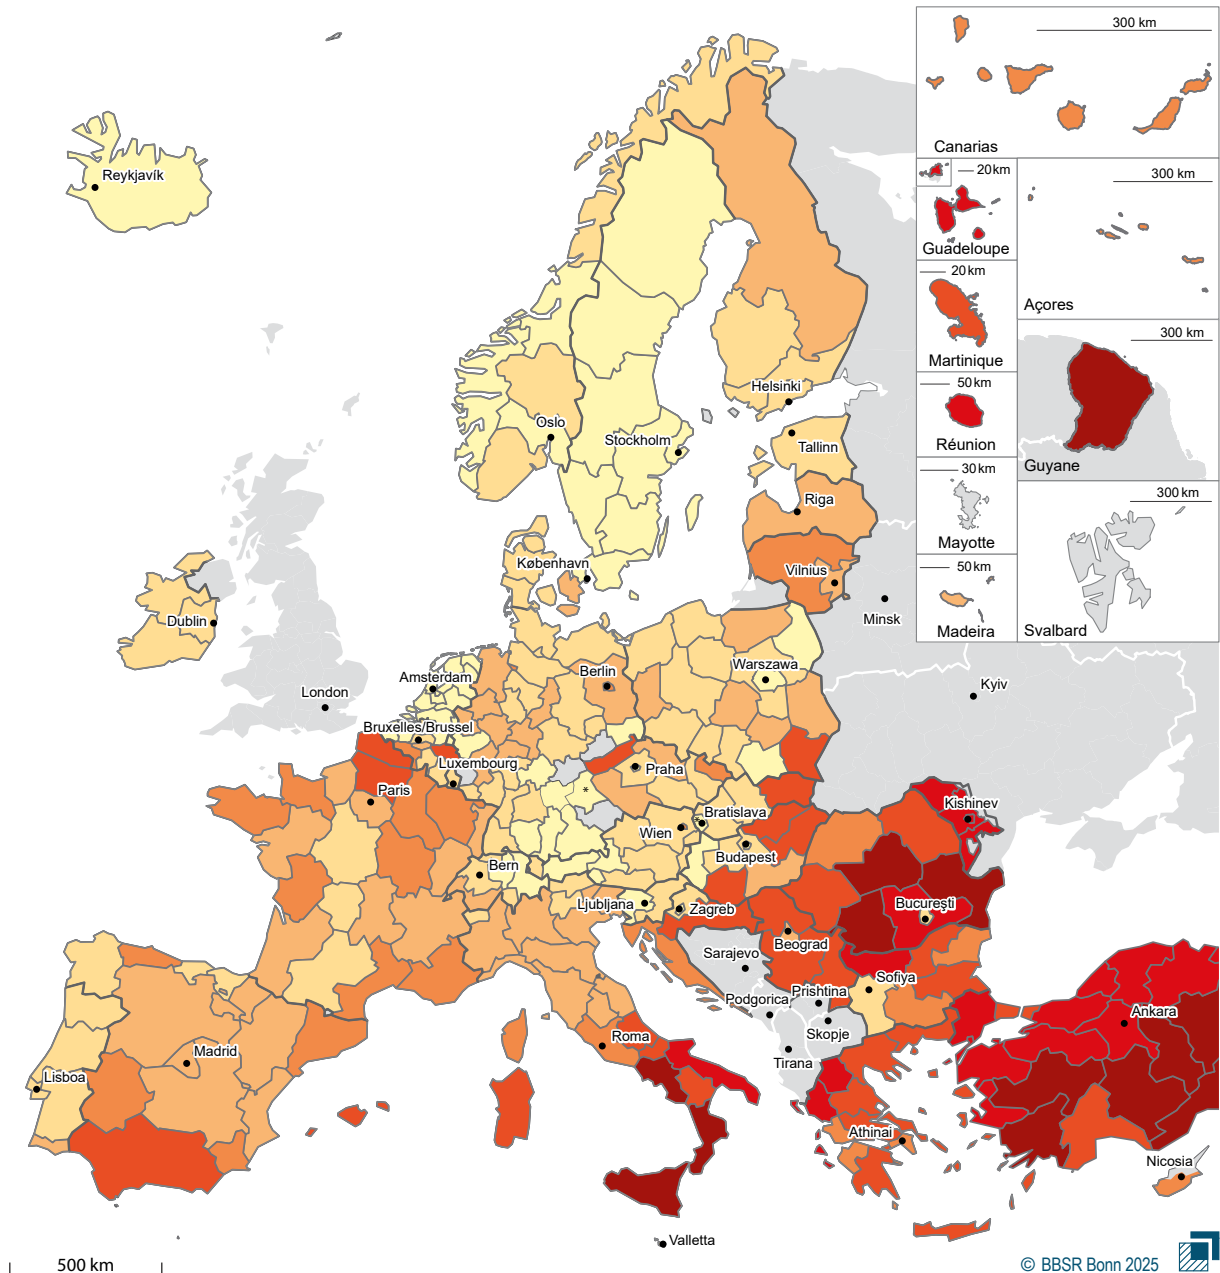 300 km
Canarias
20 km
300 km
Guadeloupe
Açores
20 km
Martinique
300 km
50 km
Réunion
Guyane
30 km
Mayotte
300 km
50 km
Madeira
Svalbard
Reykjavík
Helsinki
Oslo
Stockholm
Tallinn
Riga
København
Vilnius
Minsk
Dublin
Amsterdam
Berlin
Warszawa
London
Kyiv
Bruxelles/Brussel
Luxembourg
Praha
Paris
Kishinev
Bratislava
Wien
Budapest
Bern
Ljubljana
Zagreb
Bucureşti
Beograd
Sarajevo
Sofiya
Prishtina
Podgorica
Skopje
Ankara
Roma
Tirana
Madrid
Lisboa
Athinai
Nicosia
Valletta
500 km
© BBSR Bonn 2025
*
*